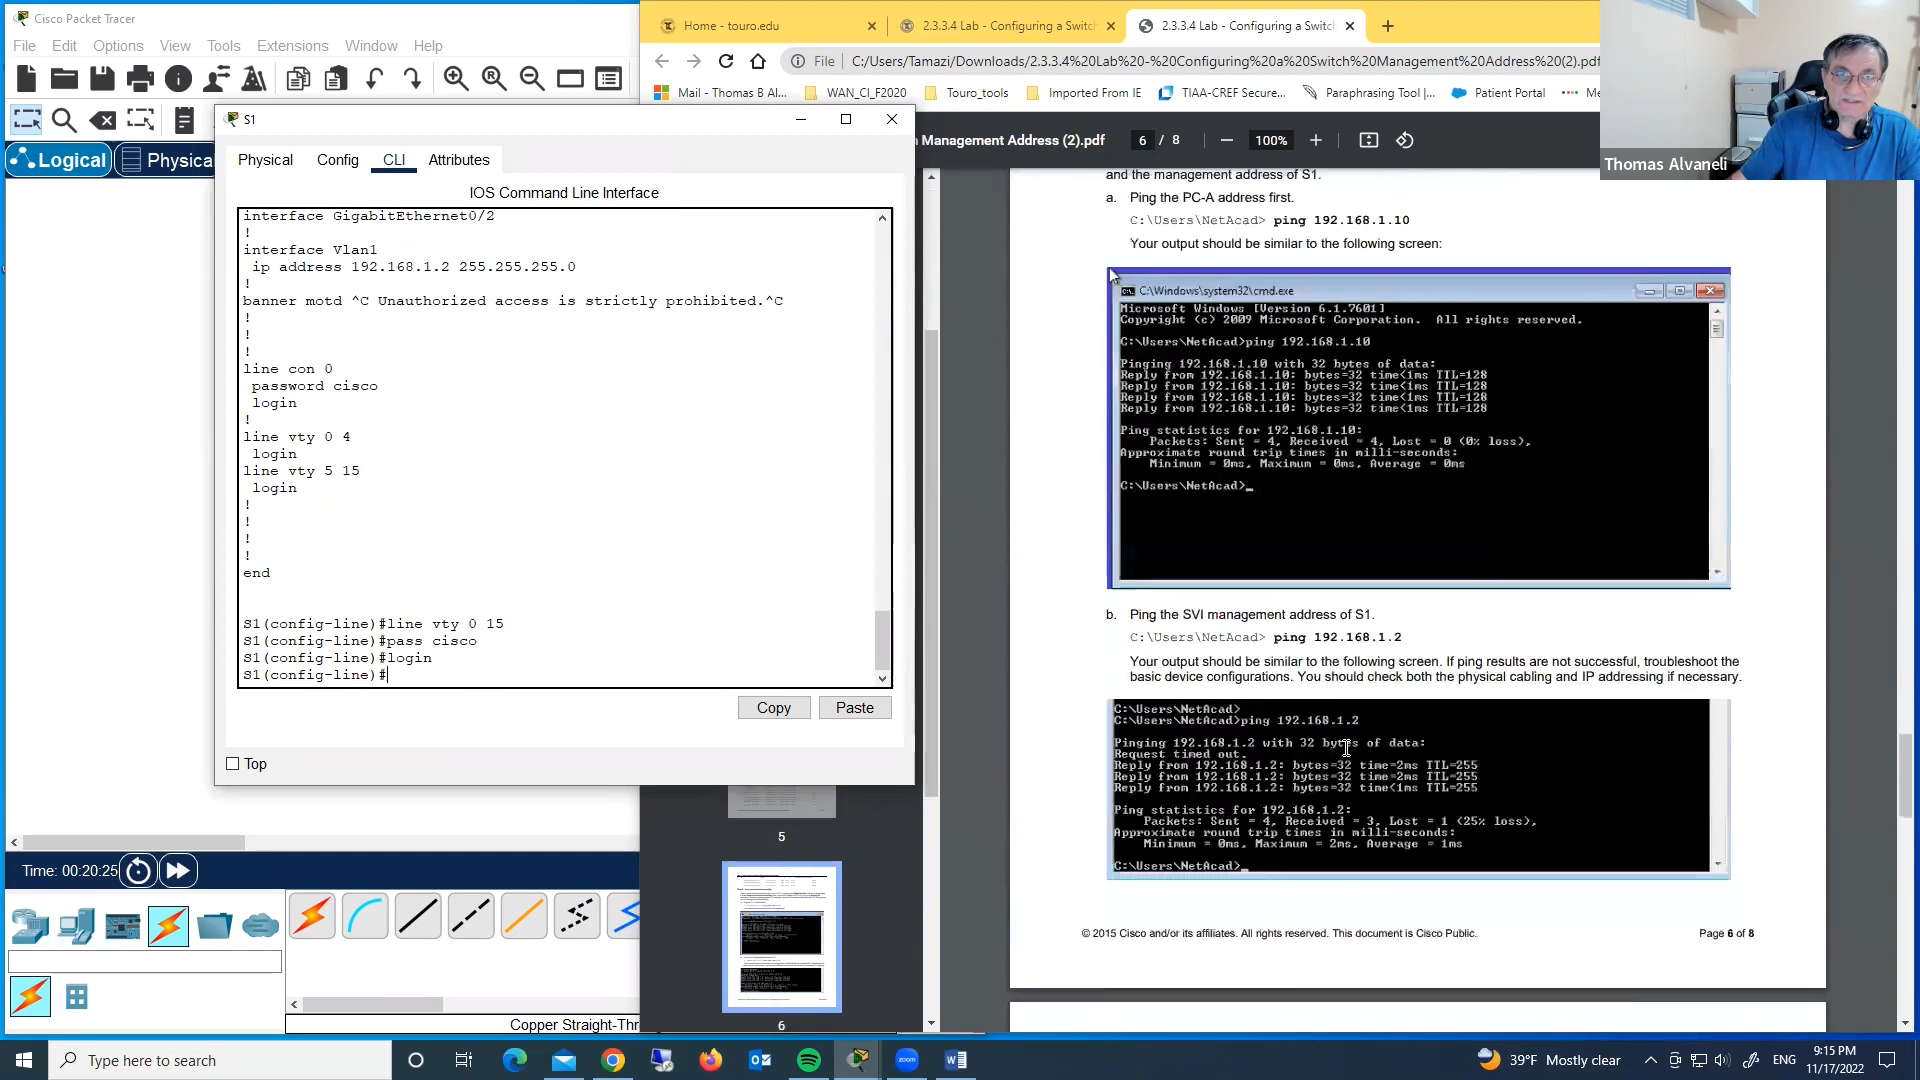 Cisco Packet Tracer
File Edit Options View Tools Extensions Window Help
Logical
Physica
S1
Physical Config CLI Attributes
IOS Command Line Interface
interface GigabitEthernet0/2
!
interface Vlan1
ip address 192.168.1.2 255.255.255.0
!
banner motd ^C Unauthorized access is strictly prohibited.^C
!
!
!
line con 0
password cisco
login
!
line vty 0 4
login
line vty 5 15
login
!
!
!
!
end
S1(config-line)#line vty 0 15
S1(config-line)#pass cisco
S1(config-line)#login
S1(config-line)#
Copy Paste
Top
Time: 00:20:25
Copper Straight-Thr
Home - touro.edu
2.3.3.4 Lab - Configuring a Switch
2.3.3.4 Lab - Configuring a Switch
File C:/Users/Tamazi/Downloads/2.3.3.4%20Lab%20-%20Configuring%20a%20Switch%20Management%20Address%20(2).pdf
Mail - Thomas B Al... WAN_CI_F2020 Touro_tools Imported From IE TIAA-CREF Secure... Paraphrasing Tool |... Patient Portal Me
Management Address (2).pdf 6 / 8 100%
Thomas Alvaneli
and the management address of S1.
a. Ping the PC-A address first.
C:\Users\NetAcad> ping 192.168.1.10
Your output should be similar to the following screen:
C:\Windows\system32\cmd.exe
Microsoft Windows [Version 6.1.7601]
Copyright (c) 2009 Microsoft Corporation. All rights reserved.
C:\Users\NetAcad>ping 192.168.1.10
Pinging 192.168.1.10 with 32 bytes of data:
Reply from 192.168.1.10: bytes=32 time<1ms TTL=128
Reply from 192.168.1.10: bytes=32 time<1ms TTL=128
Reply from 192.168.1.10: bytes=32 time<1ms TTL=128
Reply from 192.168.1.10: bytes=32 time<1ms TTL=128
Ping statistics for 192.168.1.10:
Packets: Sent = 4, Received = 4, Lost = 0 (0% loss),
Approximate round trip times in milli-seconds:
Minimum = 0ms, Maximum = 0ms, Average = 0ms
C:\Users\NetAcad>_
b. Ping the SVI management address of S1.
C:\Users\NetAcad> ping 192.168.1.2
Your output should be similar to the following screen. If ping results are not successful, troubleshoot the
basic device configurations. You should check both the physical cabling and IP addressing if necessary.
C:\Users\NetAcad>
C:\Users\NetAcad>ping 192.168.1.2
Pinging 192.168.1.2 with 32 bytes of data:
Request timed out.
Reply from 192.168.1.2: bytes=32 time=2ms TTL=255
Reply from 192.168.1.2: bytes=32 time=2ms TTL=255
Reply from 192.168.1.2: bytes=32 time<1ms TTL=255
Ping statistics for 192.168.1.2:
Packets: Sent = 4, Received = 3, Lost = 1 (25% loss),
Approximate round trip times in milli-seconds:
Minimum = 0ms, Maximum = 2ms, Average = 1ms
C:\Users\NetAcad>_
© 2015 Cisco and/or its affiliates. All rights reserved. This document is Cisco Public.
Page 6 of 8
5
6
Type here to search
39°F Mostly clear
ENG
9:15 PM
11/17/2022